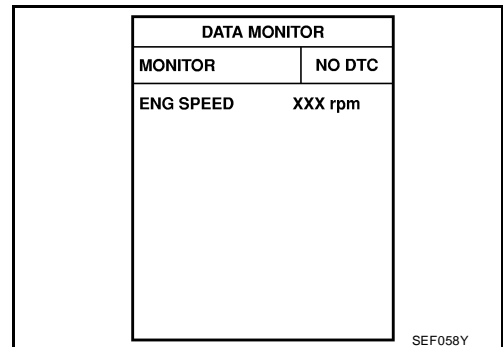 DATA MONITOR
MONITOR NO DTC
ENG SPEED XXX rpm
SEF058Y